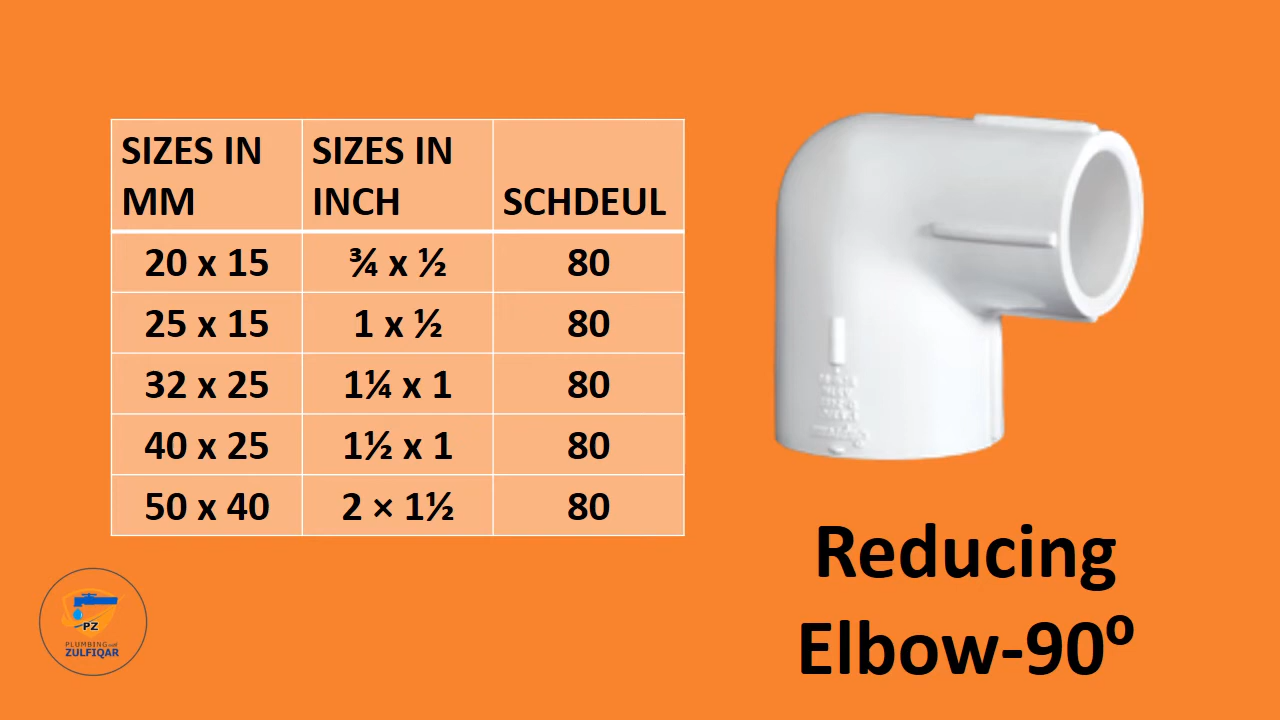 SIZES IN MM SIZES IN INCH SCHDEUL
20 x 15 ¾ x ½ 80
25 x 15 1 x ½ 80
32 x 25 1¼ x 1 80
40 x 25 1½ x 1 80
50 x 40 2 × 1½ 80
Reducing
Elbow-90º
PZ
PLUMBING with
ZULFIQAR